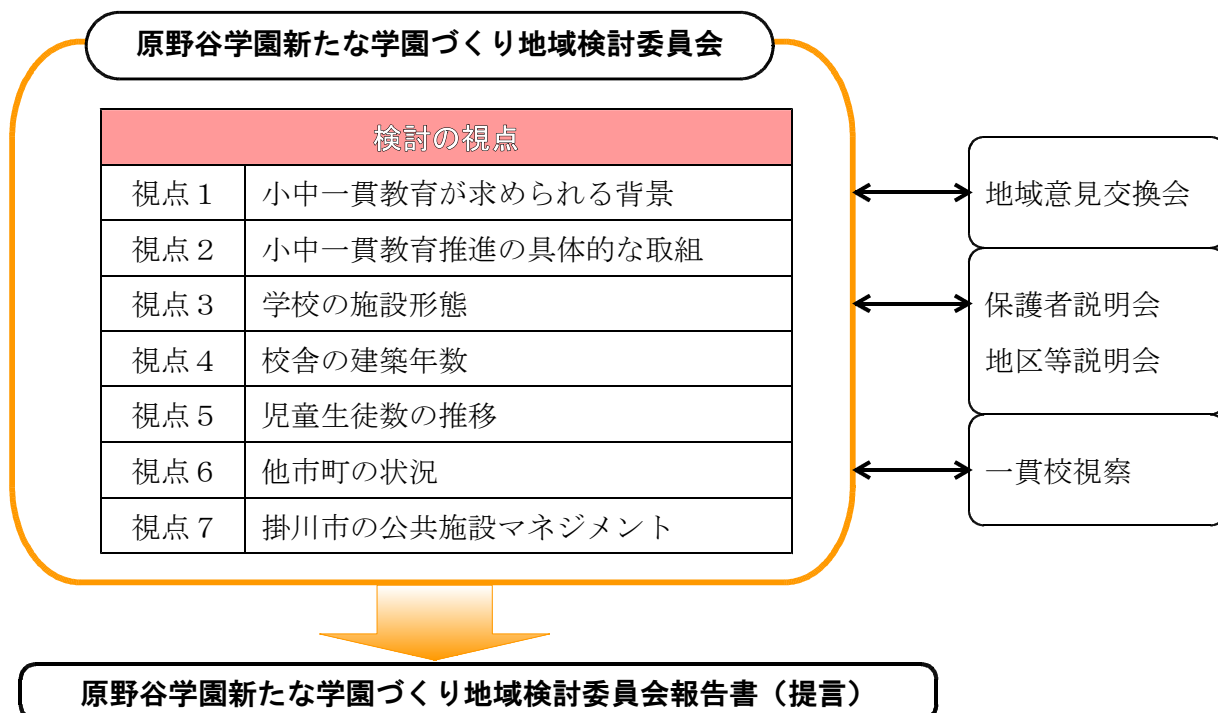 原野谷学園新たな学園づくり地域検討委員会
検討の視点
視点１ 小中一貫教育が求められる背景
視点２ 小中一貫教育推進の具体的な取組
視点３ 学校の施設形態
視点４ 校舎の建築年数
視点５ 児童生徒数の推移
視点６ 他市町の状況
視点７ 掛川市の公共施設マネジメント
地域意見交換会
保護者説明会
地区等説明会
一貫校視察
原野谷学園新たな学園づくり地域検討委員会報告書（提言）